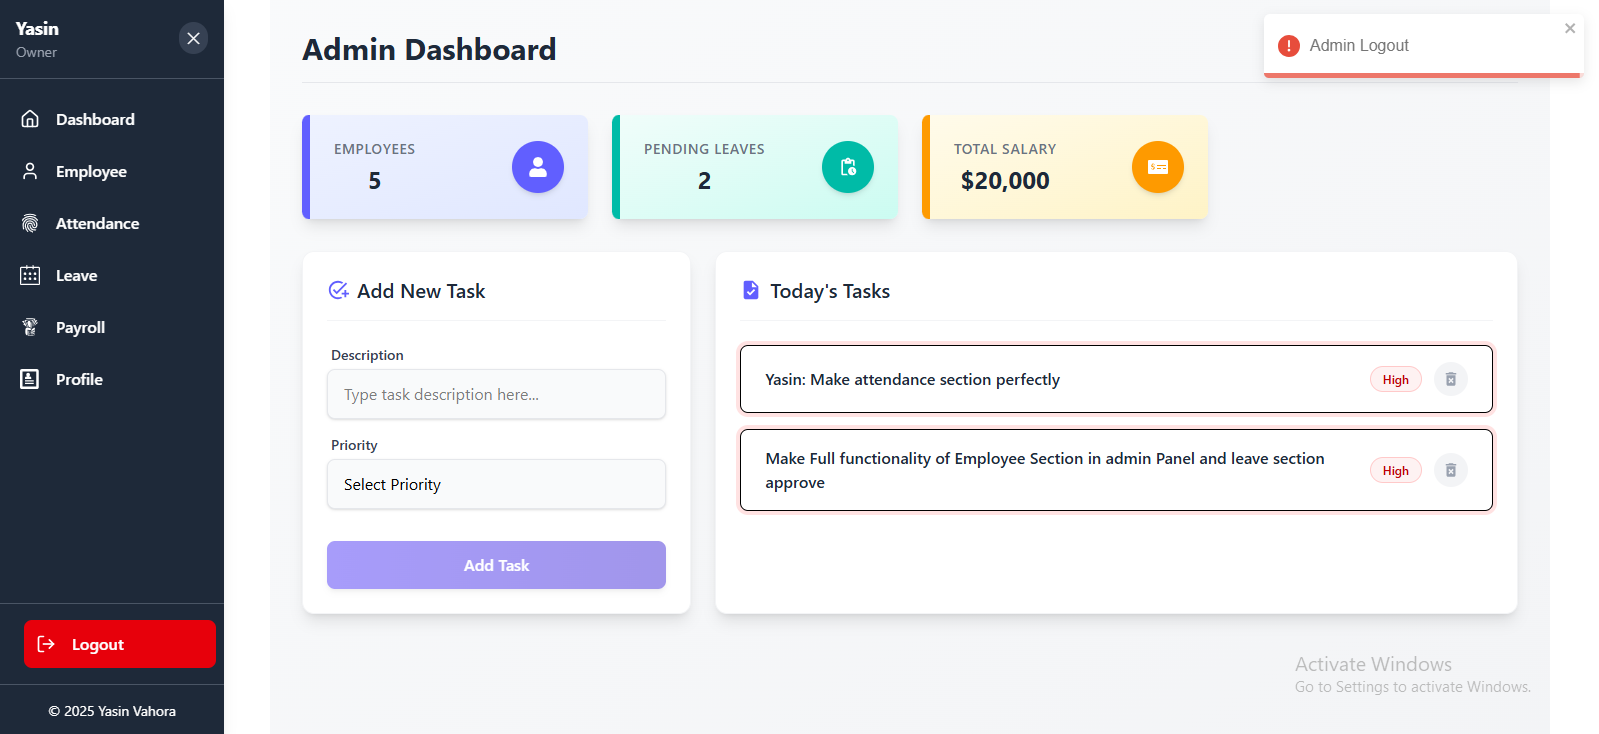 Yasin
Owner
Dashboard
Employee
Attendance
Leave
Payroll
Profile
Logout
© 2025 Yasin Vahora
Admin Dashboard
Admin Logout
EMPLOYEES
5
PENDING LEAVES
2
TOTAL SALARY
$20,000
Add New Task
Description
Type task description here...
Priority
Select Priority
Add Task
Today's Tasks
Yasin: Make attendance section perfectly
High
Make Full functionality of Employee Section in admin Panel and leave section
approve
High
Activate Windows
Go to Settings to activate Windows.